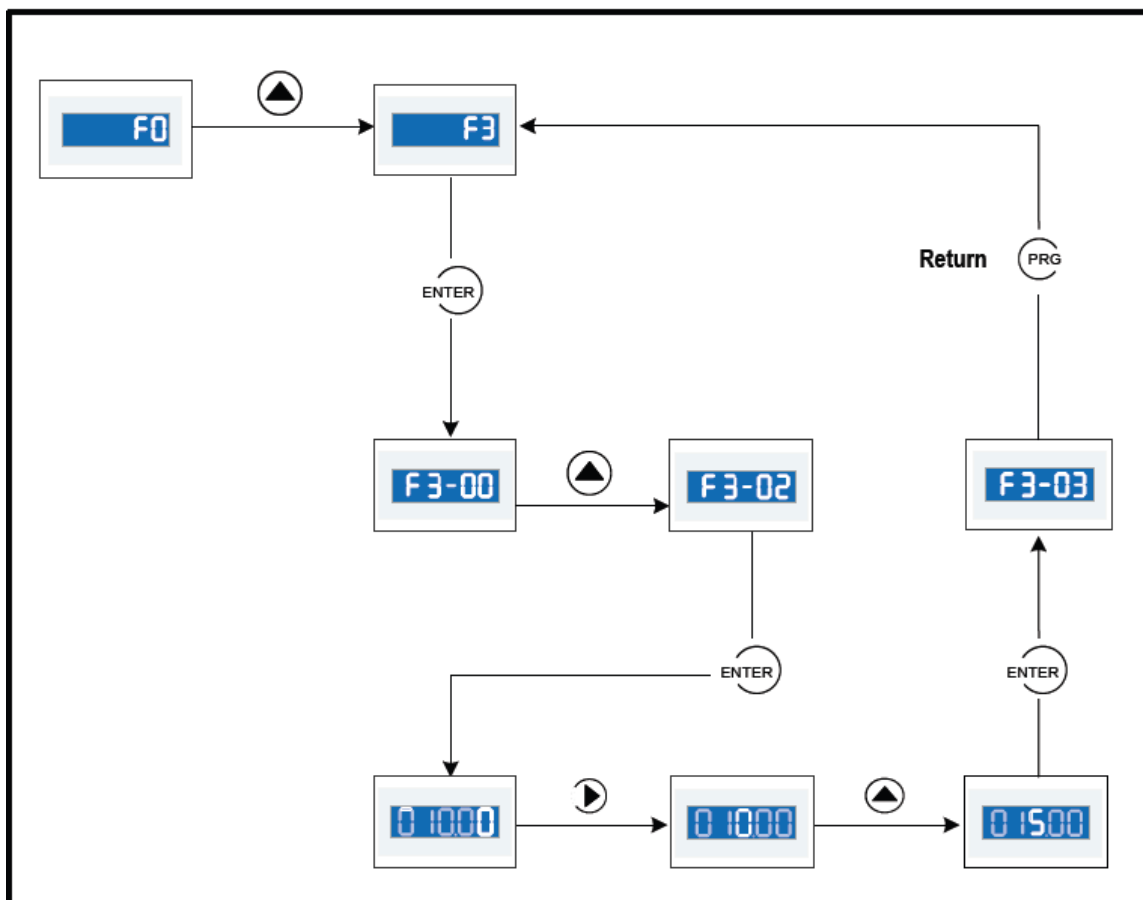 F0
F3
Return
PRG
ENTER
F3-00
F3-02
F3-03
ENTER
ENTER
010.00
010.00
015.00